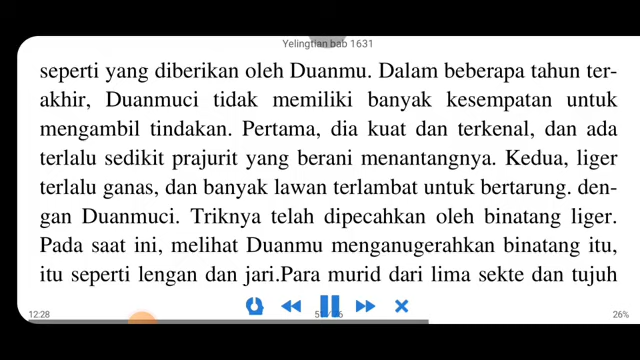 Yelingtian bab 1631
seperti yang diberikan oleh Duanmu. Dalam beberapa tahun ter-
akhir, Duanmuci tidak memiliki banyak kesempatan untuk
mengambil tindakan. Pertama, dia kuat dan terkenal, dan ada
terlalu sedikit prajurit yang berani menantangnya. Kedua, liger
terlalu ganas, dan banyak lawan terlambat untuk bertarung. den-
gan Duanmuci. Triknya telah dipecahkan oleh binatang liger.
Pada saat ini, melihat Duanmu menganugerahkan binatang itu,
itu seperti lengan dan jari.Para murid dari lima sekte dan tujuh
12:28
26%